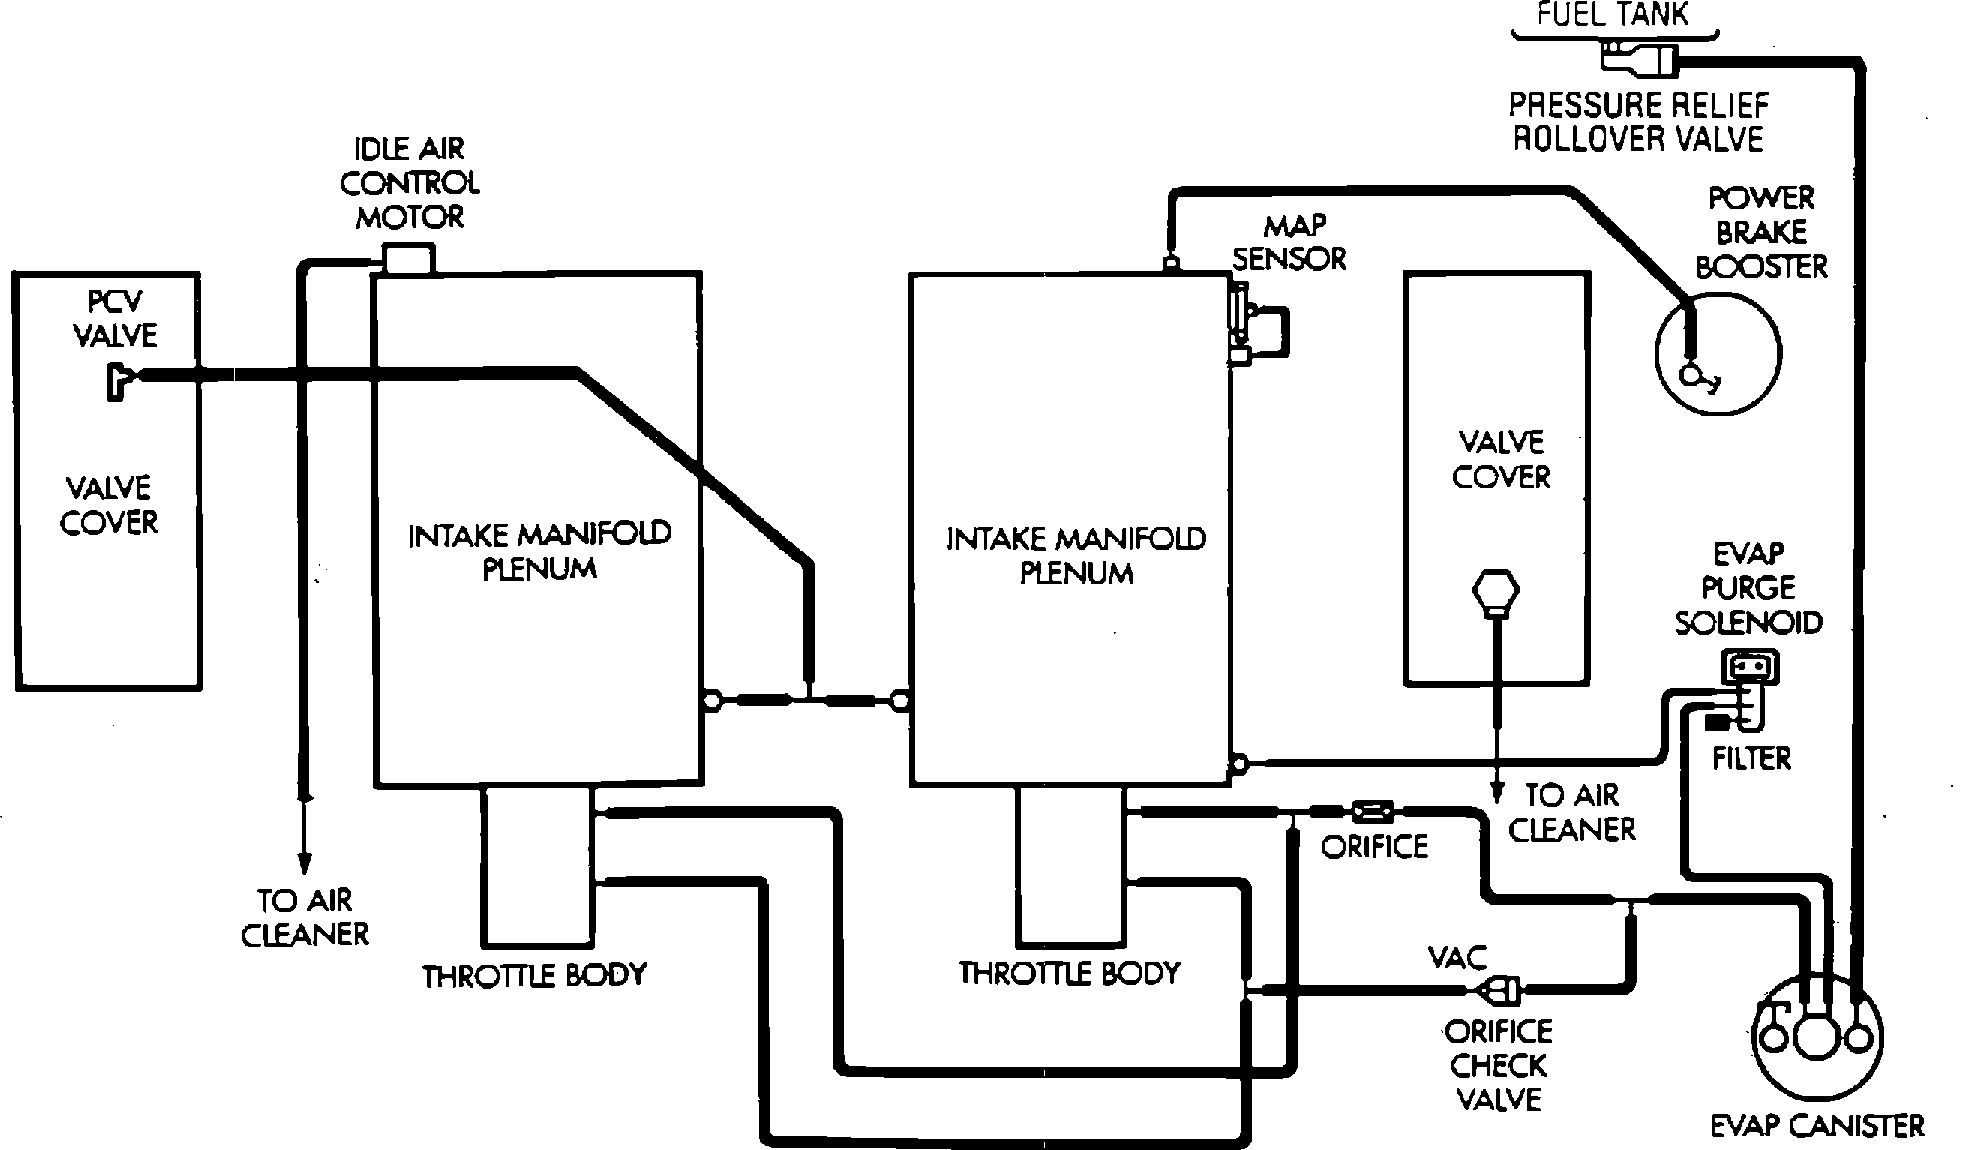 FUEL TANK
PRESSURE RELIEF
ROLLOVER VALVE
IDLE AIR
CONTROL
MOTOR
POWER
BRAKE
BOOSTER
MAP
SENSOR
PCV
VALVE
VALVE
COVER
VALVE
COVER
INTAKE MANIFOLD
PLENUM
INTAKE MANIFOLD
PLENUM
EVAP
PURGE
SOLENOID
FILTER
TO AIR
CLEANER
ORIFICE
TO AIR
CLEANER
THROTTLE BODY
THROTTLE BODY
VAC
ORIFICE
CHECK
VALVE
EVAP CANISTER